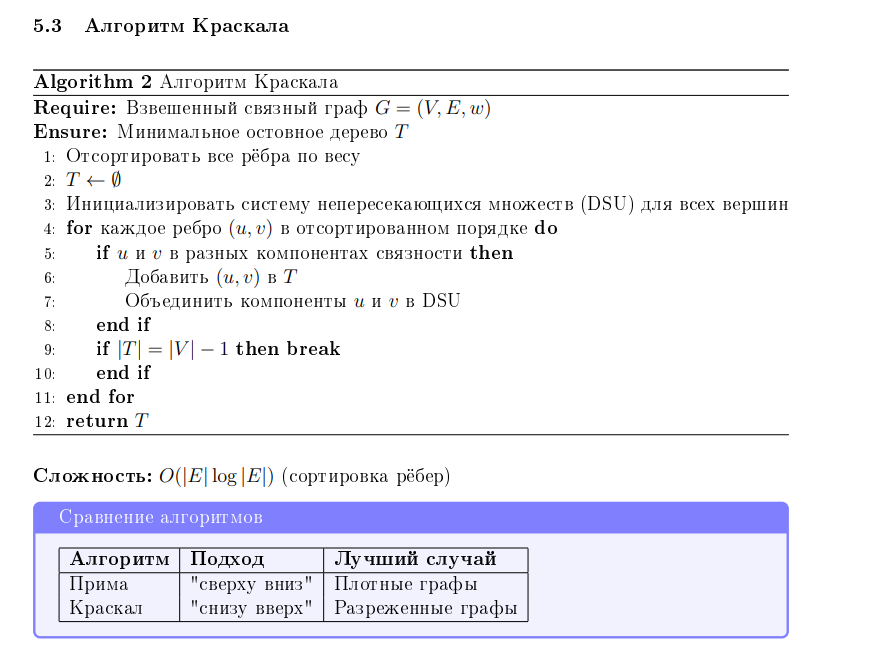 5.3 Алгоритм Краскала
Algorithm 2 Алгоритм Краскала
Require: Взвешенный связный граф G = (V, E, w)
Ensure: Минимальное остовное дерево T
1: Отсортировать все рёбра по весу
2: T ← ∅
3: Инициализировать систему непересекающихся множеств (DSU) для всех вершин
4: for каждое ребро (u, v) в отсортированном порядке do
5: if u и v в разных компонентах связности then
6: Добавить (u, v) в T
7: Объединить компоненты u и v в DSU
8: end if
9: if |T| = |V| − 1 then break
10: end if
11: end for
12: return T
Сложность: O(|E| log |E|) (сортировка рёбер)
Сравнение алгоритмов
Алгоритм Подход Лучший случай
Прима "сверху вниз" Плотные графы
Краскал "снизу вверх" Разреженные графы